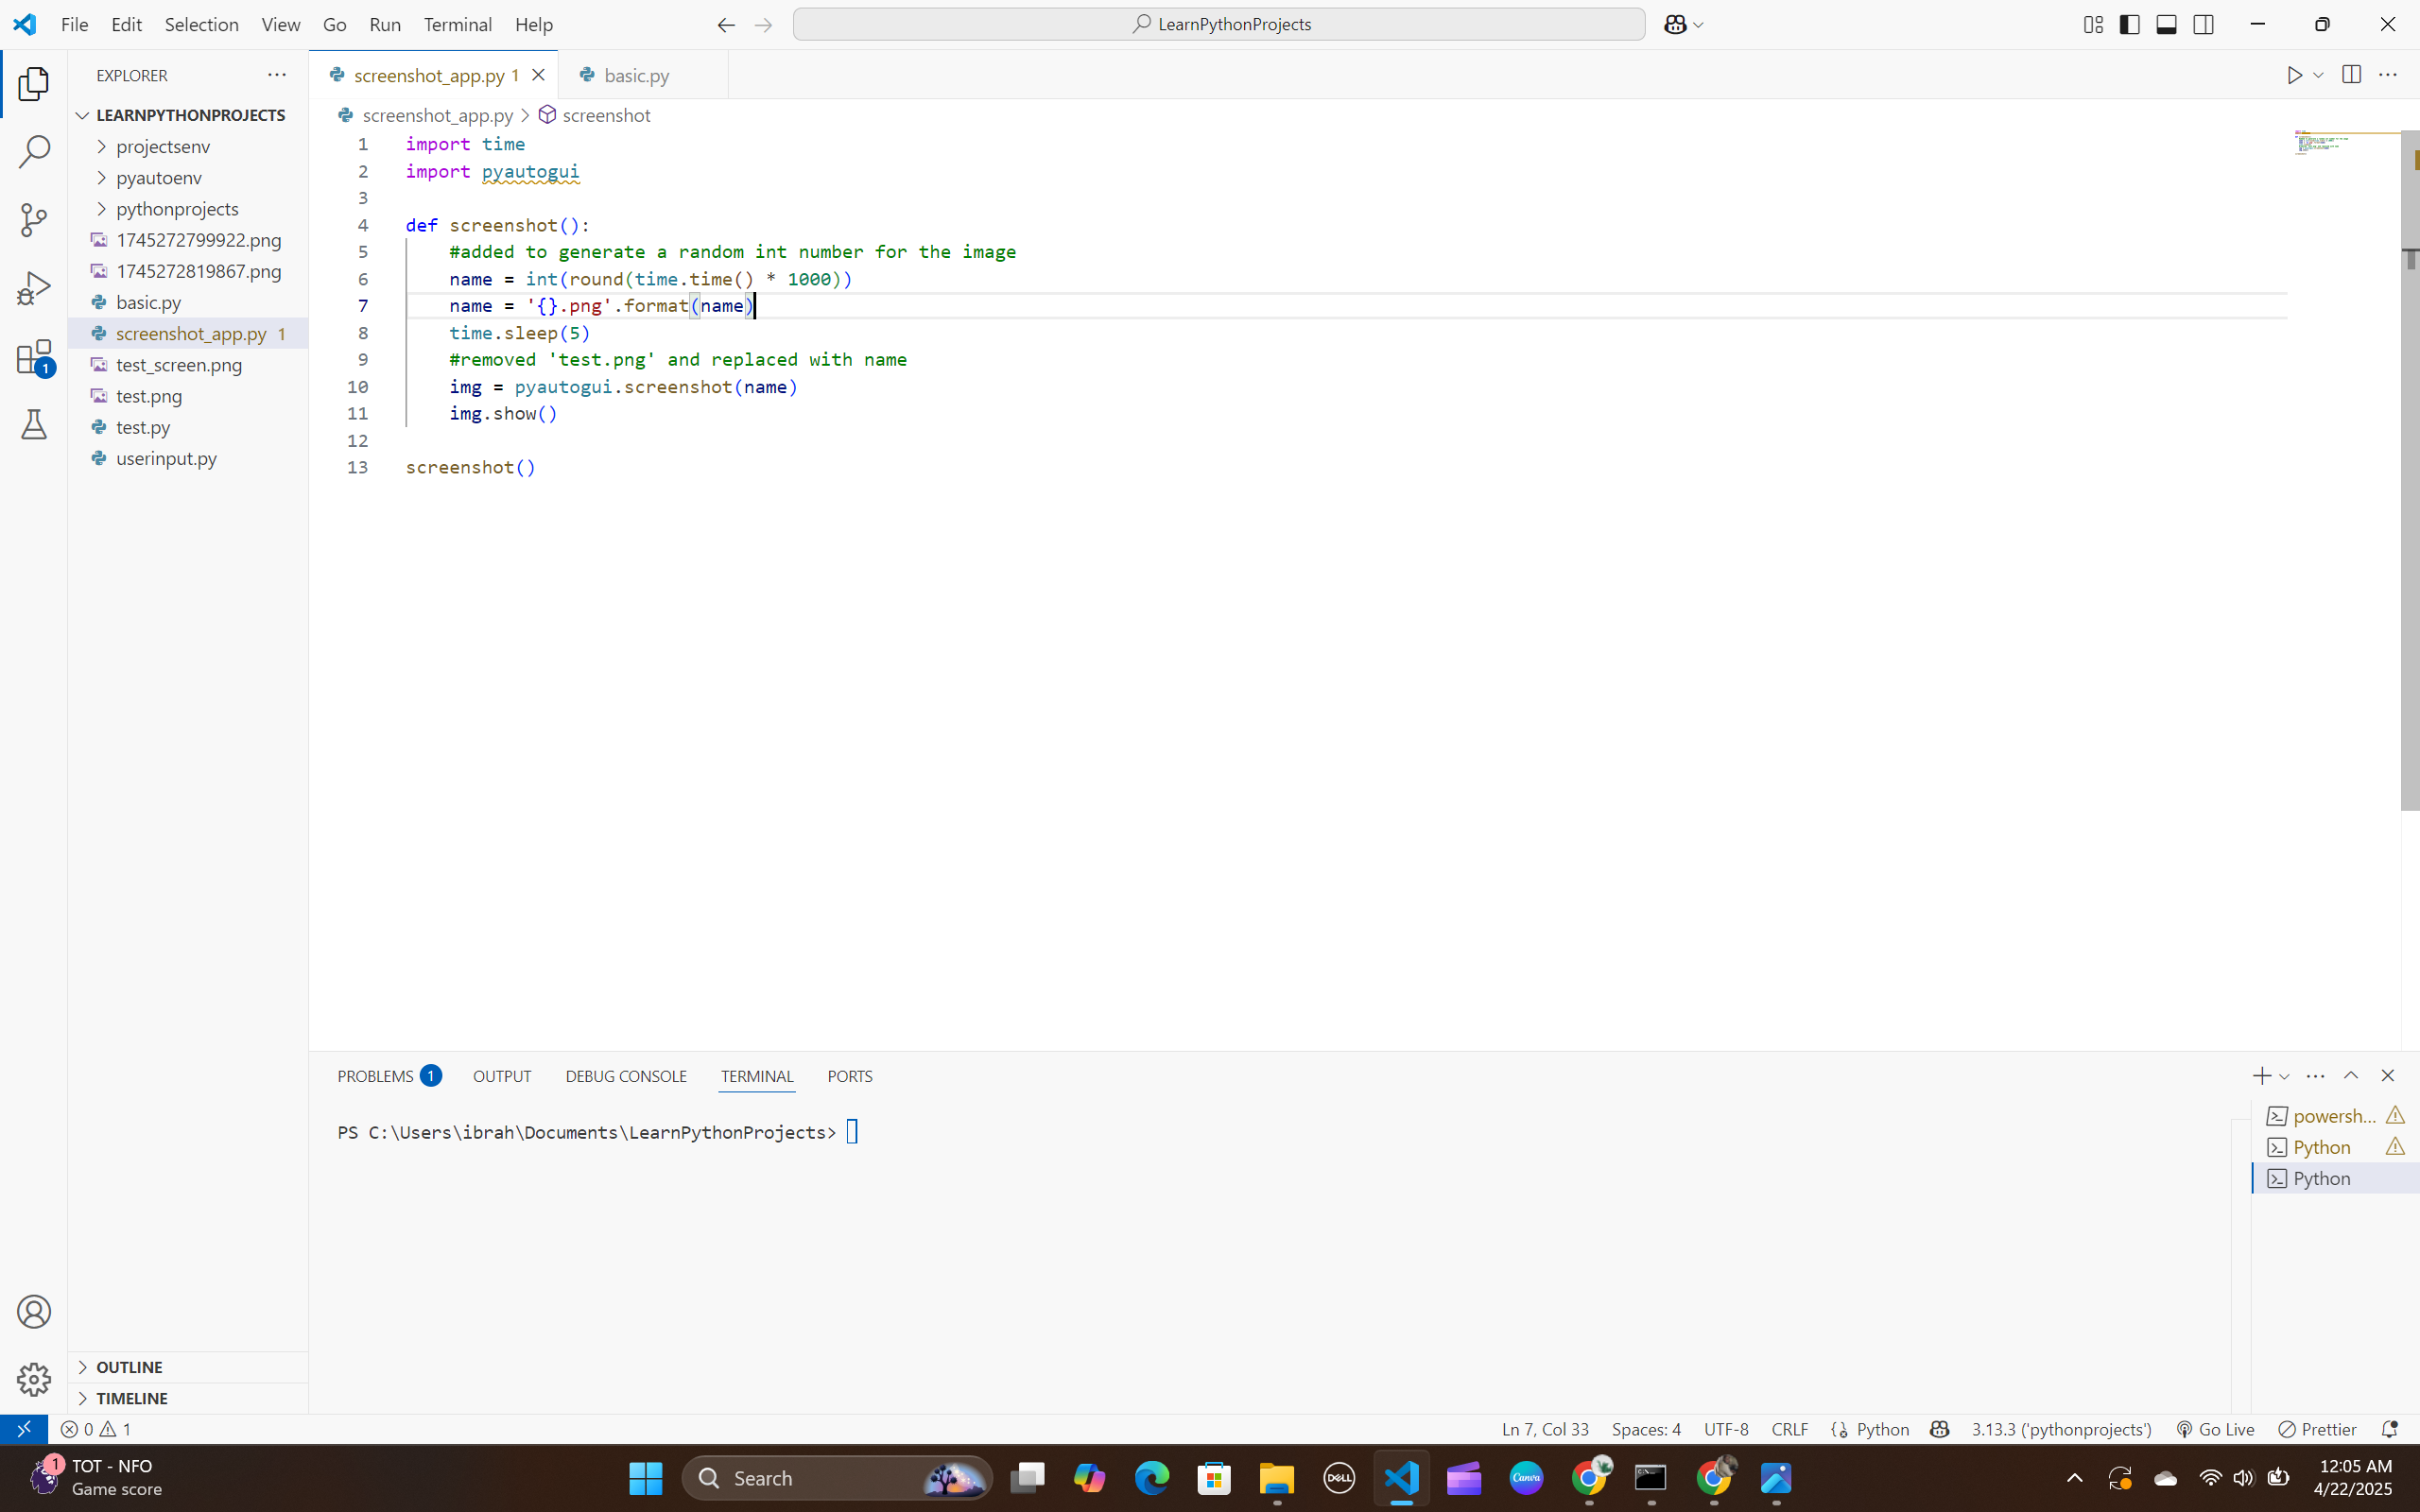 File Edit Selection View Go Run Terminal Help
LearnPythonProjects
EXPLORER
LEARNPYTHONPROJECTS
projectsenv
pyautoenv
pythonprojects
1745272799922.png
1745272819867.png
basic.py
screenshot_app.py 1
test_screen.png
test.png
test.py
userinput.py
OUTLINE
TIMELINE
1
screenshot_app.py 1
basic.py
screenshot_app.py > screenshot
1 import time
2 import pyautogui
3
4 def screenshot():
5 #added to generate a random int number for the image
6 name = int(round(time.time() * 1000))
7 name = '{}.png'.format(name)
8 time.sleep(5)
9 #removed 'test.png' and replaced with name
10 img = pyautogui.screenshot(name)
11 img.show()
12
13 screenshot()
PROBLEMS 1 OUTPUT DEBUG CONSOLE TERMINAL PORTS
PS C:\Users\ibrah\Documents\LearnPythonProjects>
powersh...
Python
Python
0 1
Ln 7, Col 33 Spaces: 4 UTF-8 CRLF Python 3.13.3 ('pythonprojects') Go Live Prettier
1
TOT - NFO
Game score
Search
DELL
Canva
12:05 AM
4/22/2025